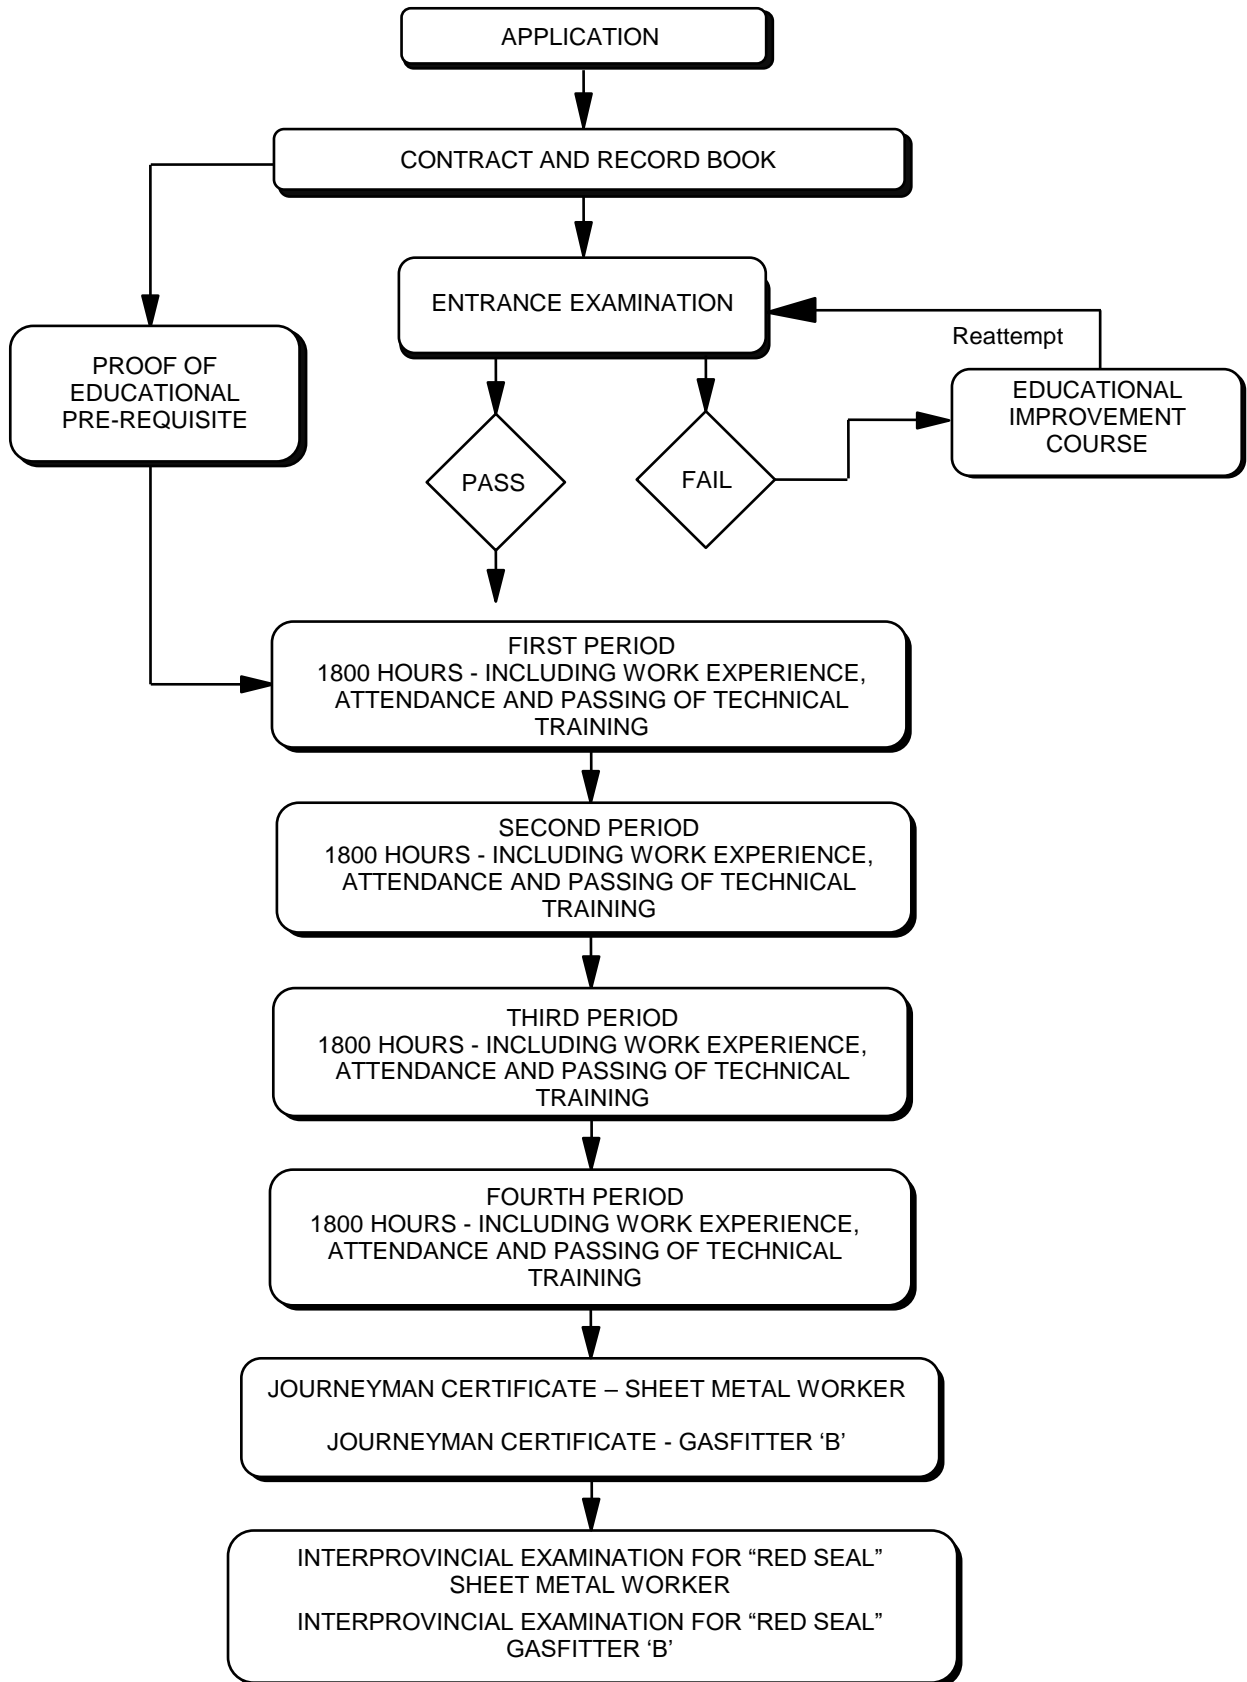 APPLICATION
CONTRACT AND RECORD BOOK
ENTRANCE EXAMINATION
Reattempt
PROOF OF
EDUCATIONAL
PRE-REQUISITE
EDUCATIONAL
IMPROVEMENT
COURSE
PASS
FAIL
FIRST PERIOD
1800 HOURS - INCLUDING WORK EXPERIENCE,
ATTENDANCE AND PASSING OF TECHNICAL
TRAINING
SECOND PERIOD
1800 HOURS - INCLUDING WORK EXPERIENCE,
ATTENDANCE AND PASSING OF TECHNICAL
TRAINING
THIRD PERIOD
1800 HOURS - INCLUDING WORK EXPERIENCE,
ATTENDANCE AND PASSING OF TECHNICAL
TRAINING
FOURTH PERIOD
1800 HOURS - INCLUDING WORK EXPERIENCE,
ATTENDANCE AND PASSING OF TECHNICAL
TRAINING
JOURNEYMAN CERTIFICATE – SHEET METAL WORKER
JOURNEYMAN CERTIFICATE - GASFITTER ‘B’
INTERPROVINCIAL EXAMINATION FOR “RED SEAL”
SHEET METAL WORKER
INTERPROVINCIAL EXAMINATION FOR “RED SEAL”
GASFITTER ‘B’